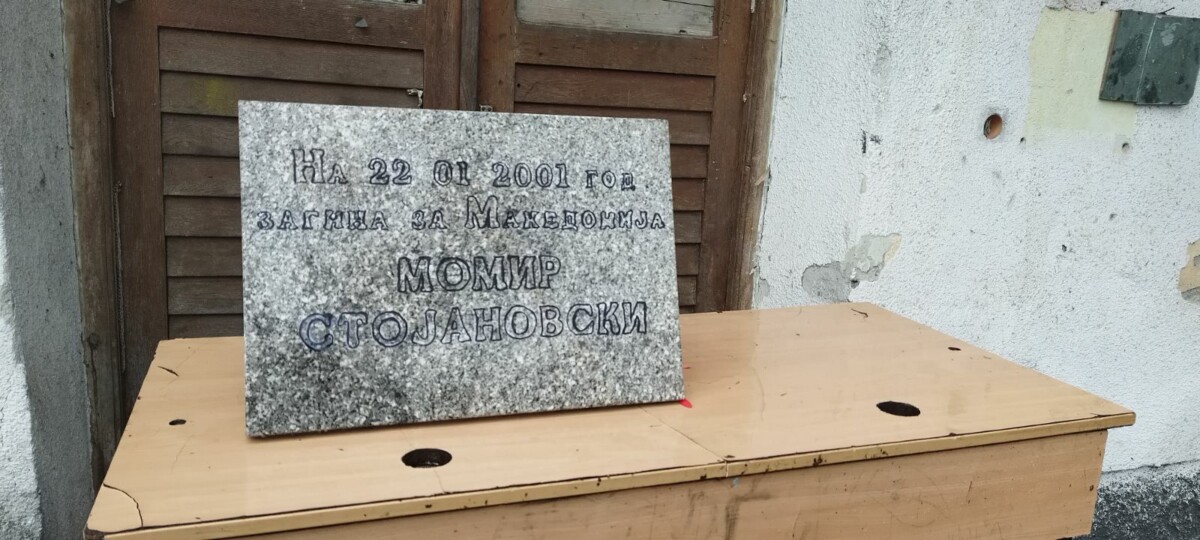 На 22 01 2001 год
загина за Македонија
МОМИР
СТОЈАНОВСКИ